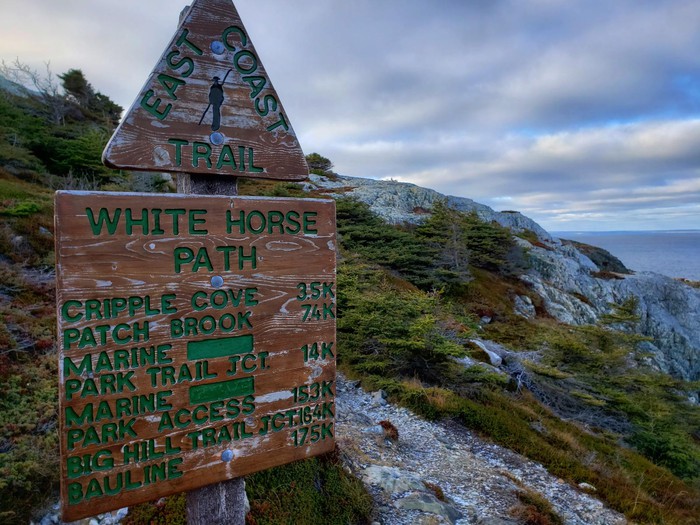 EAST
COAST
TRAIL
WHITE HORSE
PATH
CRIPPLE COVE 3.5K
PATCH BROOK 7.4K
MARINE
PARK TRAIL JCT. 14K
MARINE
PARK ACCESS 15.3K
BIG HILL TRAIL JCT. 16.4K
BAULINE 17.5K